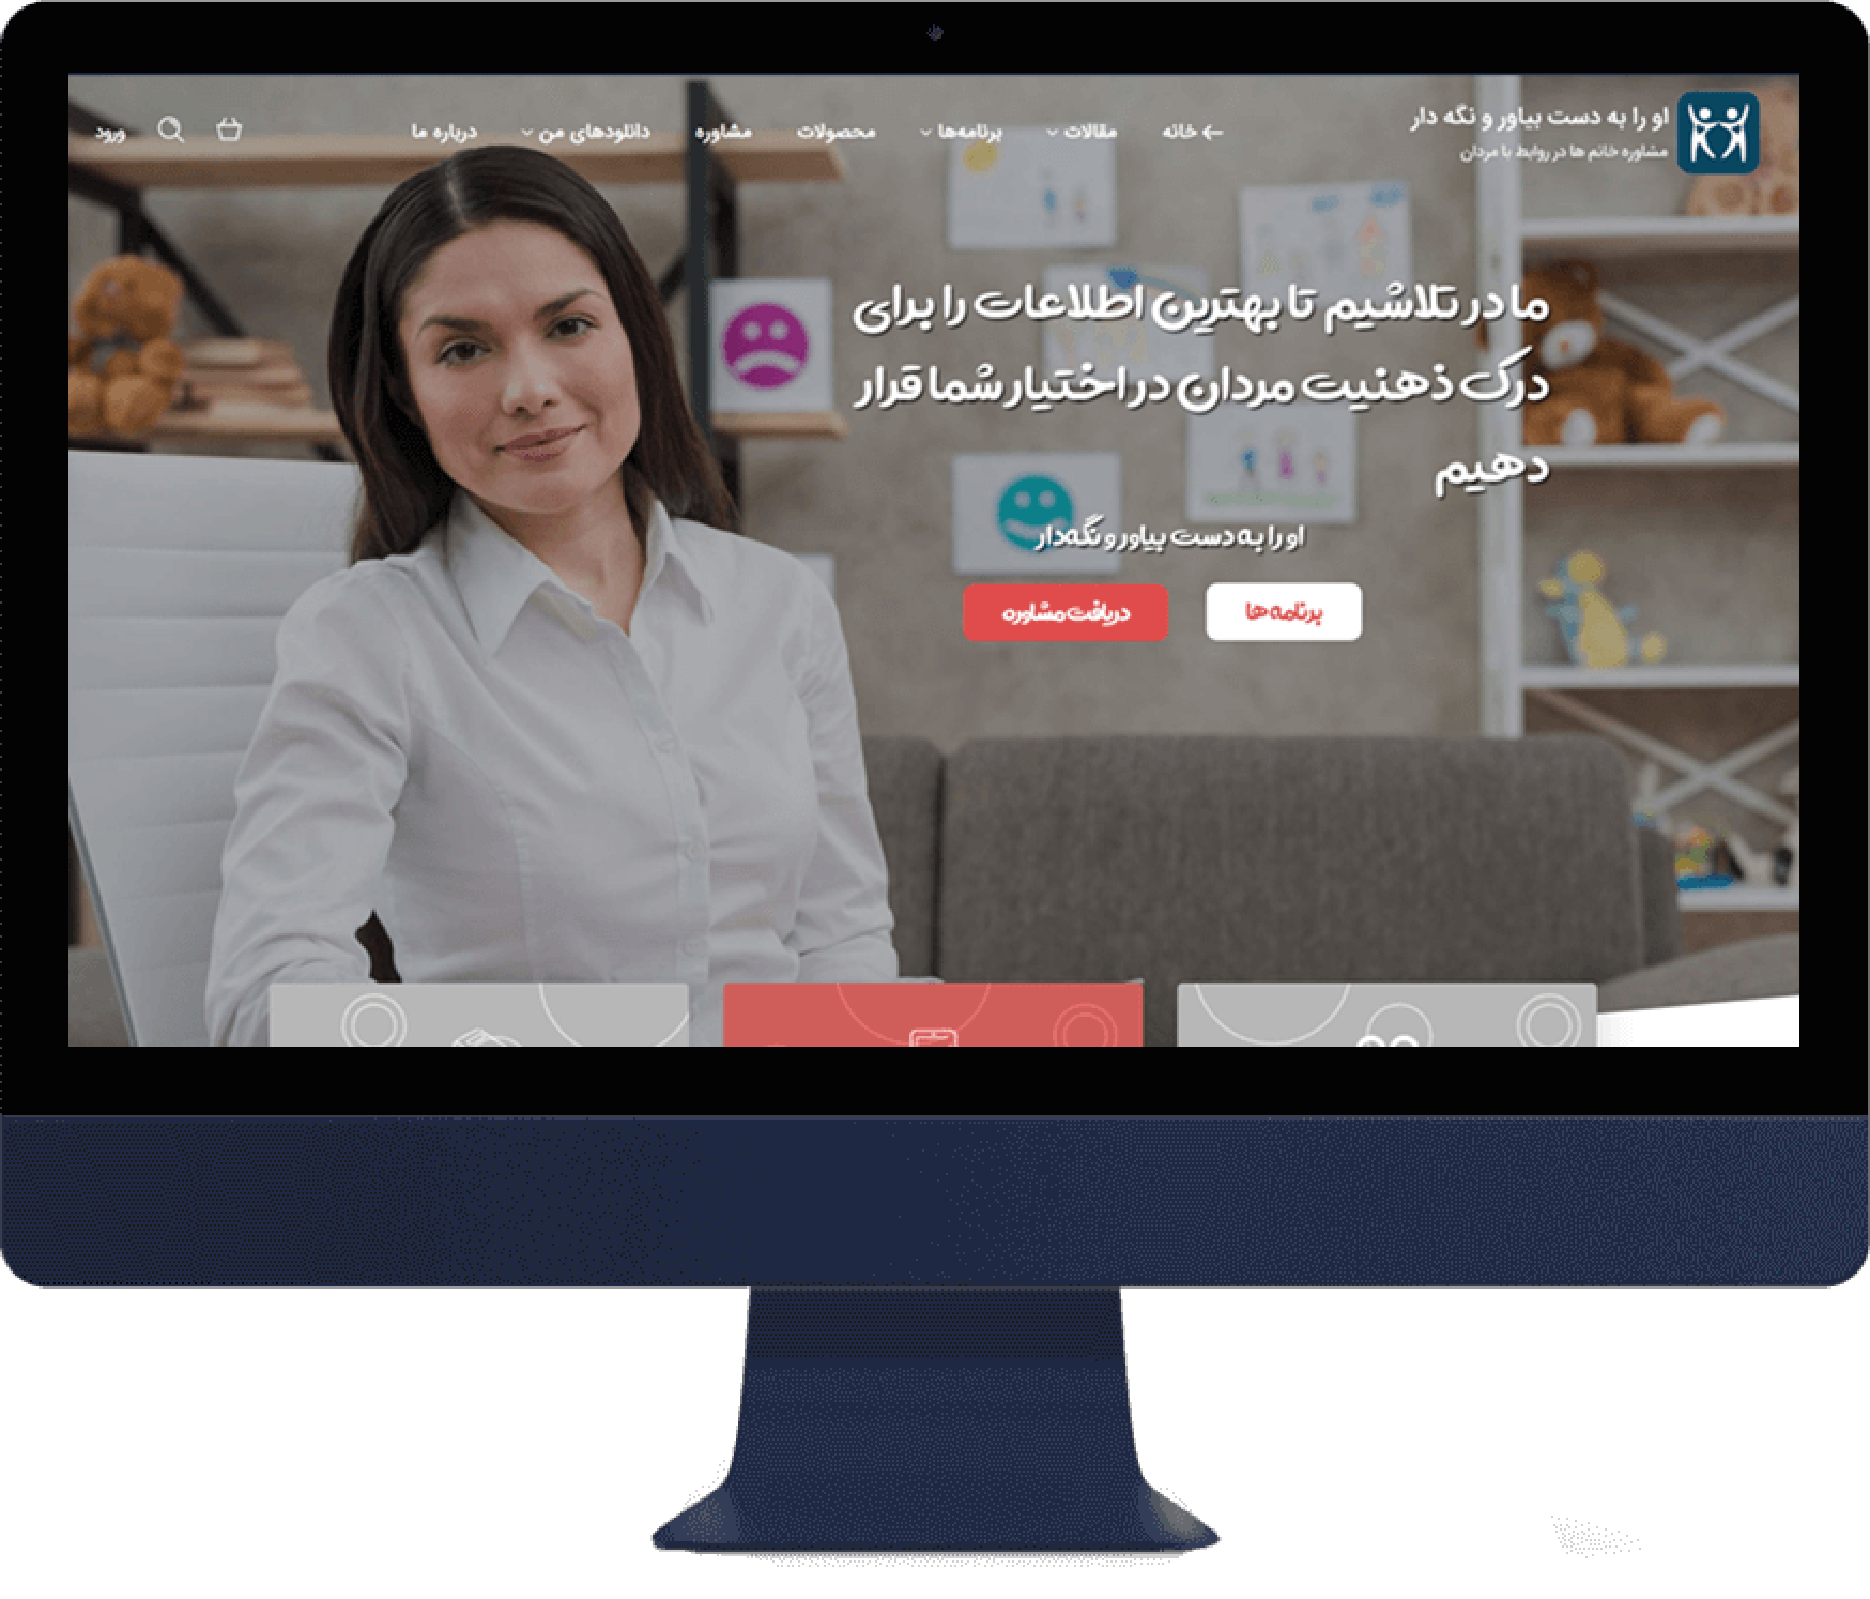 او را به دست بیاور و نگه دار
مشاوره خانم ها در روابط با مردان
خانه
مقالات
برنامه‌ها
محصولات
مشاوره
دانلودهای من
درباره ما
ورود
ما در تلاشیم تا بهترین اطلاعات را برای
درک ذهنیت مردان در اختیار شما قرار
دهیم
او را به دست بیاور و نگه‌دار
برنامه ها
دریافت مشاوره